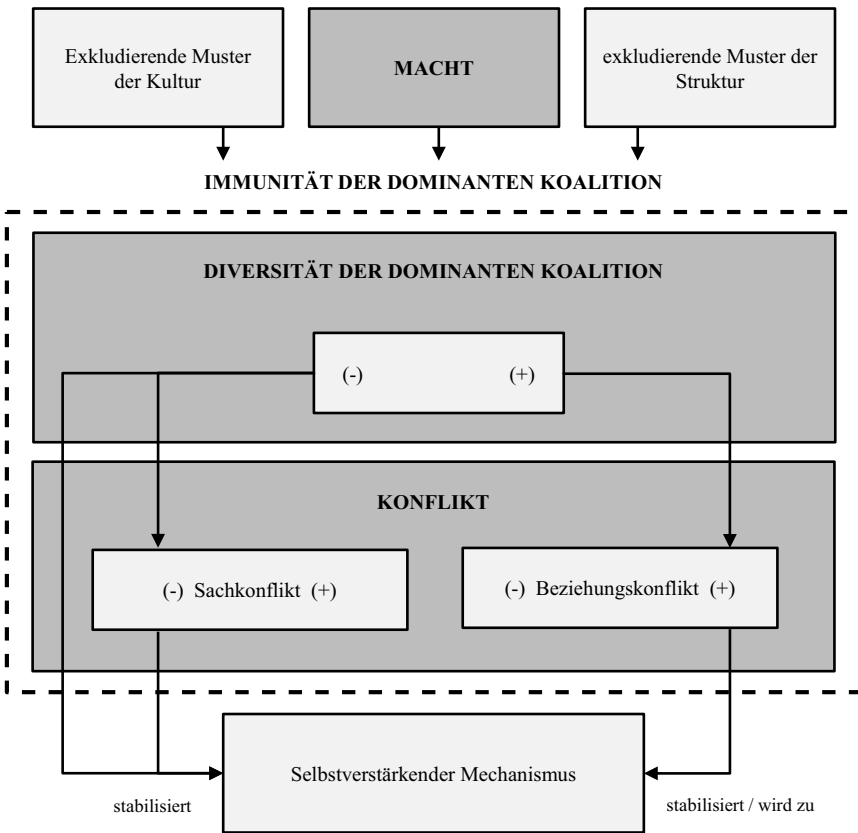 Exkludierende Muster
der Kultur
MACHT
exkludierende Muster der
Struktur
IMMUNITÄT DER DOMINANTEN KOALITION
DIVERSITÄT DER DOMINANTEN KOALITION
(-) (+)
KONFLIKT
(-) Sachkonflikt (+)
(-) Beziehungskonflikt (+)
Selbstverstärkender Mechanismus
stabilisiert
stabilisiert / wird zu